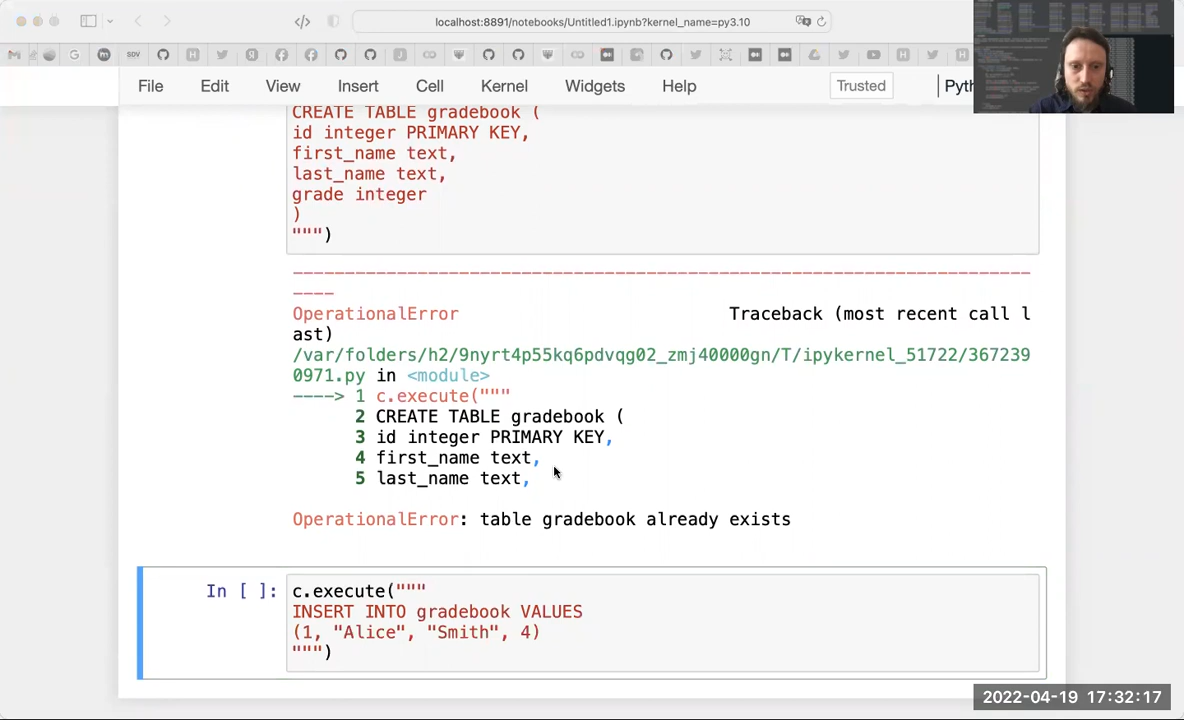 localhost:8891/notebooks/Untitled1.ipynb?kernel_name=py3.10
SOV
File Edit View Insert Cell Kernel Widgets Help Trusted Pyth
CREATE TABLE gradebook (
id integer PRIMARY KEY,
first_name text,
last_name text,
grade integer
)
""")
---------------------------------------------------------------------------
OperationalError Traceback (most recent call l
ast)
/var/folders/h2/9nyrt4p55kq6pdvqg02_zmj40000gn/T/ipykernel_51722/367239
0971.py in <module>
----> 1 c.execute("""
2 CREATE TABLE gradebook (
3 id integer PRIMARY KEY,
4 first_name text,
5 last_name text,
OperationalError: table gradebook already exists
In [ ]: c.execute("""
INSERT INTO gradebook VALUES
(1, "Alice", "Smith", 4)
""")
2022-04-19 17:32:17